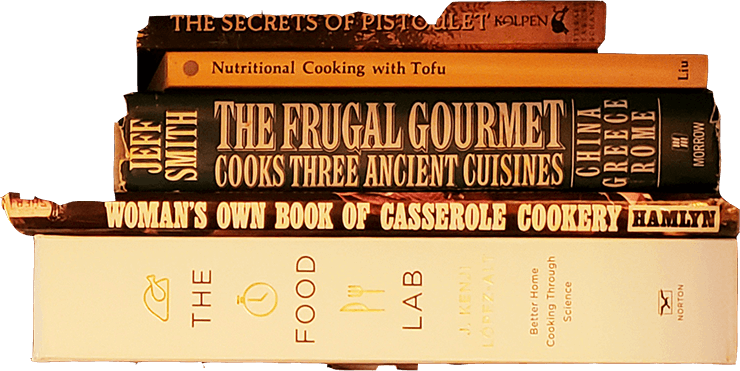 THE SECRETS OF PISTOULET KOLPEN
Nutritional Cooking with Tofu Liu
JEFF
SMITH
THE FRUGAL GOURMET
COOKS THREE ANCIENT CUISINES
CHINA
GREECE
ROME
MORROW
WOMAN'S OWN BOOK OF CASSEROLE COOKERY HAMLYN
THE
FOOD
LAB
J. KENJI
LÓPEZ-ALT
Better Home
Cooking Through
Science
NORTON